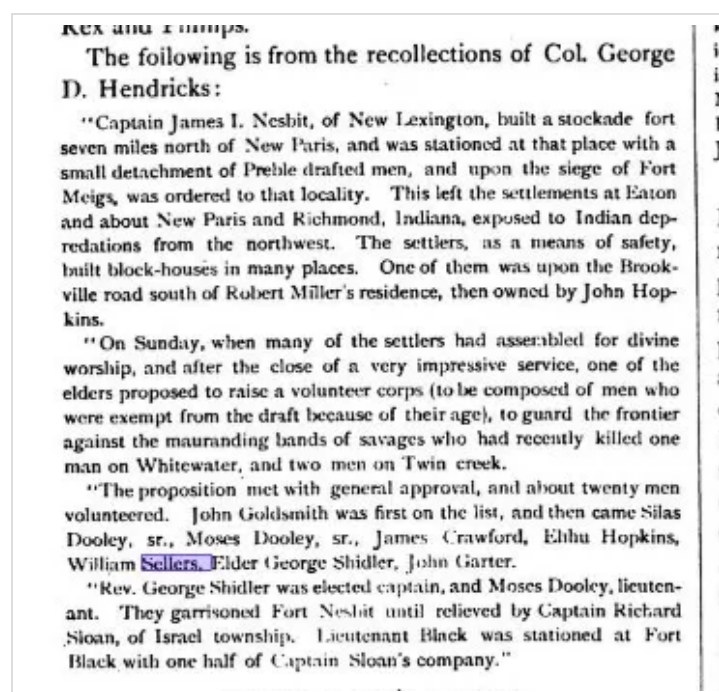 Rex and Phillips.
The following is from the recollections of Col. George
D. Hendricks:
"Captain James I. Nesbit, of New Lexington, built a stockade fort
seven miles north of New Paris, and was stationed at that place with a
small detachment of Preble drafted men, and upon the siege of Fort
Meigs, was ordered to that locality. This left the settlements at Eaton
and about New Paris and Richmond, Indiana, exposed to Indian dep-
redations from the northwest. The settlers, as a means of safety,
built block-houses in many places. One of them was upon the Brook-
ville road south of Robert Miller's residence, then owned by John Hop-
kins.
"On Sunday, when many of the settlers had assembled for divine
worship, and after the close of a very impressive service, one of the
elders proposed to raise a volunteer corps (to be composed of men who
were exempt from the draft because of their age), to guard the frontier
against the mauranding bands of savages who had recently killed one
man on Whitewater, and two men on Twin creek.
"The proposition met with general approval, and about twenty men
volunteered. John Goldsmith was first on the list, and then came Silas
Dooley, sr., Moses Dooley, sr., James Crawford, Elihu Hopkins,
William Sellers, Elder George Shidler, John Garter.
"Rev. George Shidler was elected captain, and Moses Dooley, lieuten-
ant. They garrisoned Fort Nesbit until relieved by Captain Richard
Sloan, of Israel township. Lieutenant Black was stationed at Fort
Black with one half of Captain Sloan's company."